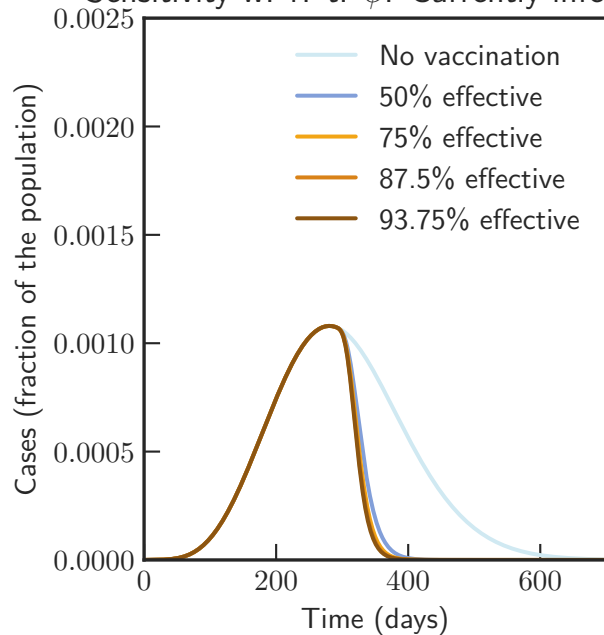 0.0025
0.0020
0.0015
0.0010
0.0005
0.0000
Cases (fraction of the population)
No vaccination
50% effective
75% effective
87.5% effective
93.75% effective
0 200 400 600
Time (days)